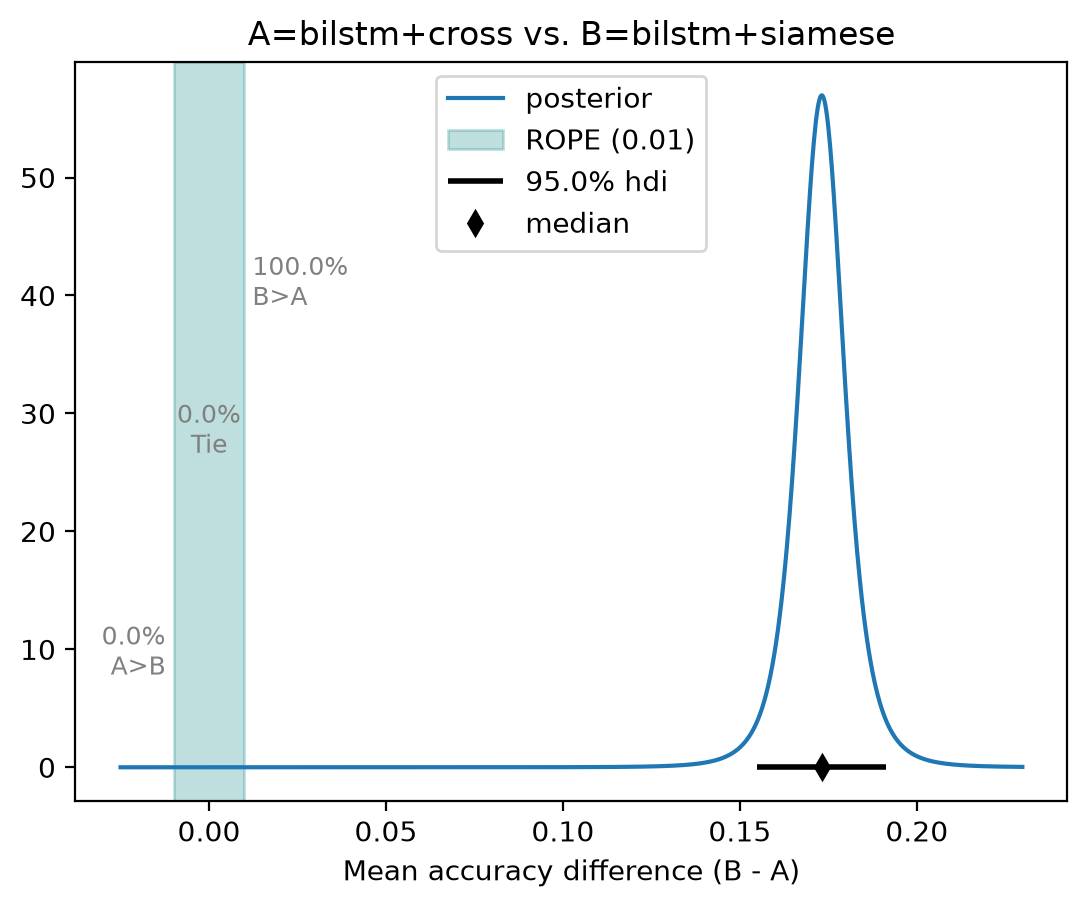 A=bilstm+cross vs. B=bilstm+siamese
posterior
ROPE (0.01)
95.0% hdi
median
50
40
30
20
10
0
100.0%
B>A
0.0%
Tie
0.0%
A>B
0.00
0.05
0.10
0.15
0.20
Mean accuracy difference (B - A)